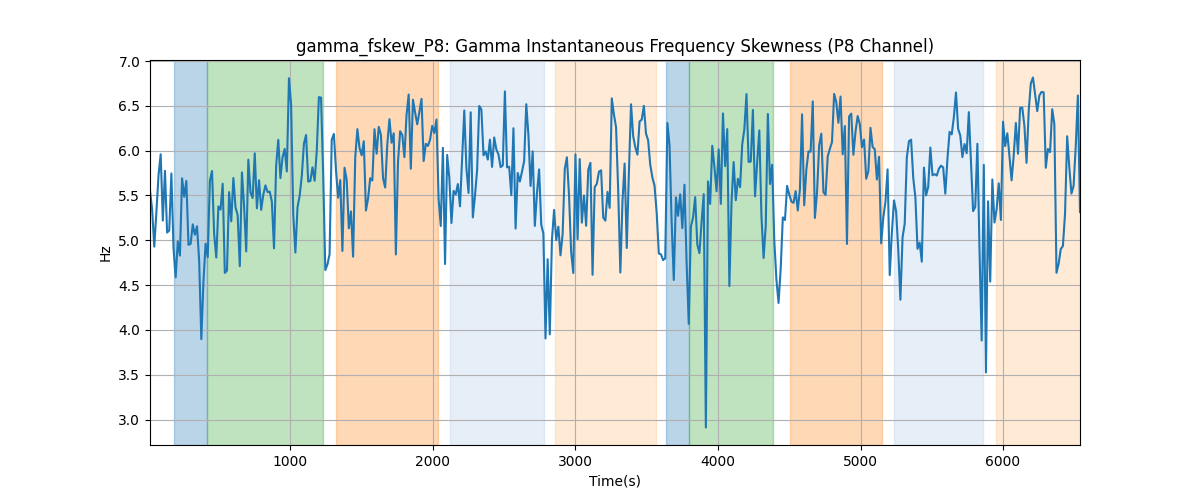 gamma_fskew_P8: Gamma Instantaneous Frequency Skewness (P8 Channel)
7.0
6.5
6.0
5.5
5.0
4.5
4.0
3.5
3.0
Hz
1000 2000 3000 4000 5000 6000
Time(s)